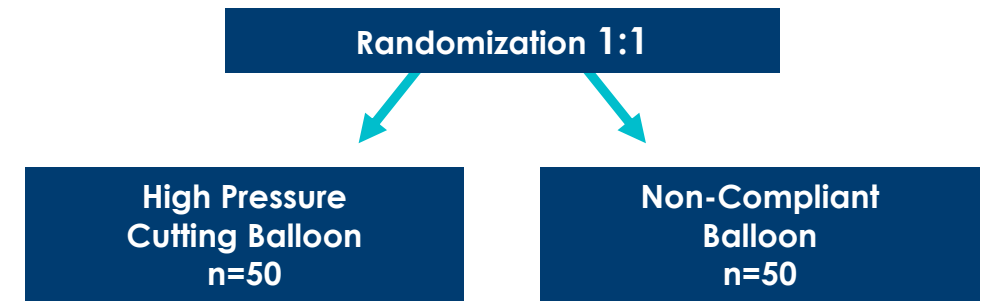 Randomization 1:1
High Pressure
Cutting Balloon
n=50
Non-Compliant
Balloon
n=50